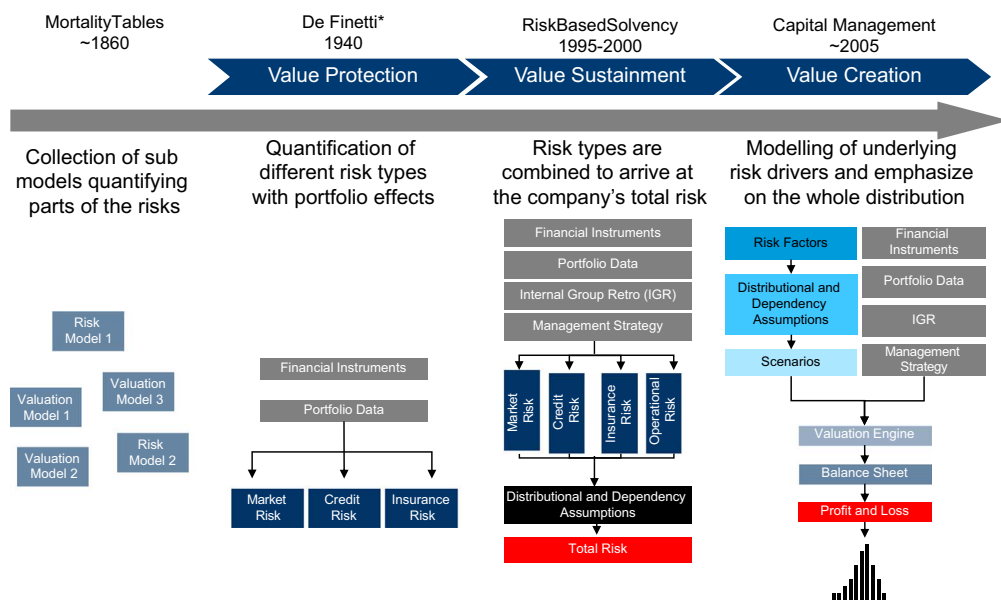 MortalityTables
~1860
De Finetti*
1940
RiskBasedSolvency
1995-2000
Capital Management
~2005
Value Protection
Value Sustainment
Value Creation
Collection of sub
models quantifying
parts of the risks
Quantification of
different risk types
with portfolio effects
Risk types are
combined to arrive at
the company's total risk
Modelling of underlying
risk drivers and emphasize
on the whole distribution
Risk
Model 1
Valuation
Model 3
Valuation
Model 1
Risk
Model 2
Valuation
Model 2
Financial Instruments
Portfolio Data
Market
Risk
Credit
Risk
Insurance
Risk
Financial Instruments
Portfolio Data
Internal Group Retro (IGR)
Management Strategy
Market
Risk
Credit
Risk
Insurance
Risk
Operational
Risk
Distributional and Dependency
Assumptions
Total Risk
Risk Factors
Distributional and
Dependency
Assumptions
Scenarios
Financial
Instruments
Portfolio Data
IGR
Management
Strategy
Valuation Engine
Balance Sheet
Profit and Loss